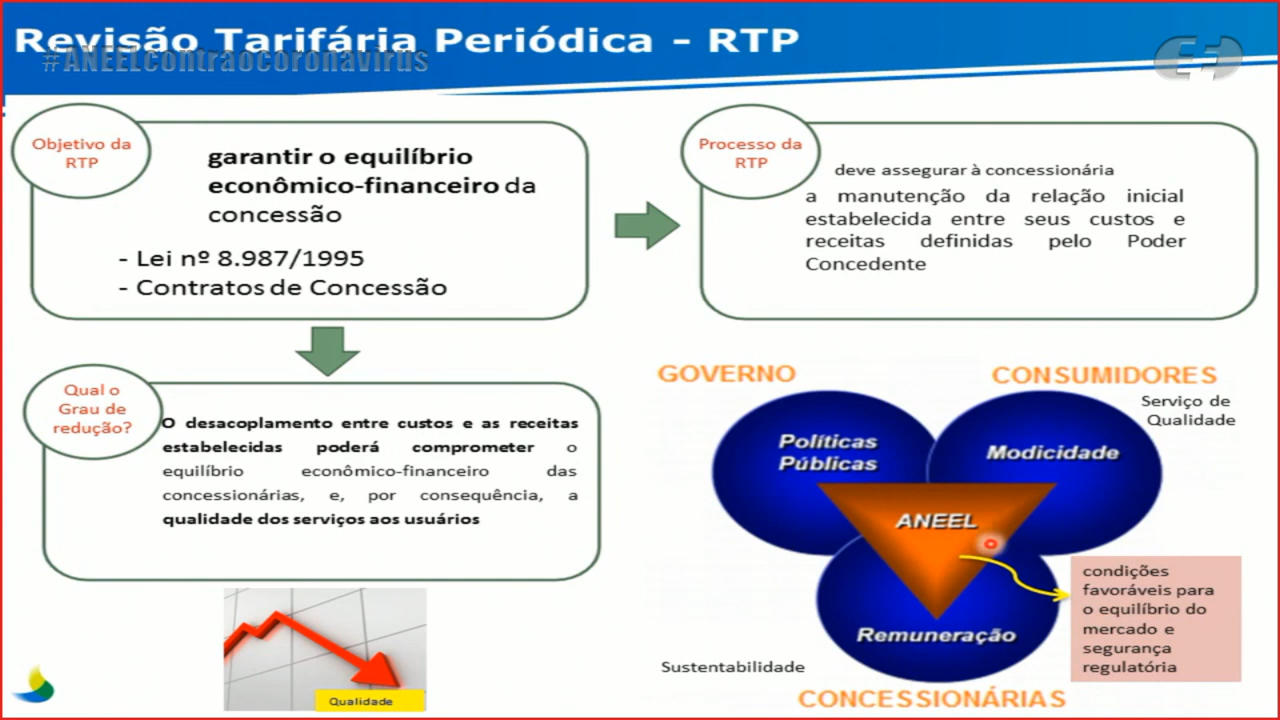 Revisão Tarifária Periódica - RTP
#ANEELcontraocoronavirus
Objetivo da
RTP
garantir o equilíbrio
econômico-financeiro da
concessão
- Lei nº 8.987/1995
- Contratos de Concessão
Processo da
RTP
deve assegurar à concessionária
a manutenção da relação inicial
estabelecida entre seus custos e
receitas definidas pelo Poder
Concedente
Qual o
Grau de
redução?
O desacoplamento entre custos e as receitas
estabelecidas poderá comprometer o
equilíbrio econômico-financeiro das
concessionárias, e, por consequência, a
qualidade dos serviços aos usuários
Qualidade
GOVERNO
CONSUMIDORES
Serviço de
Qualidade
Políticas
Públicas
Modicidade
ANEEL
Remuneração
condições
favoráveis para
o equilíbrio do
mercado e
segurança
regulatória
Sustentabilidade
CONCESSIONÁRIAS